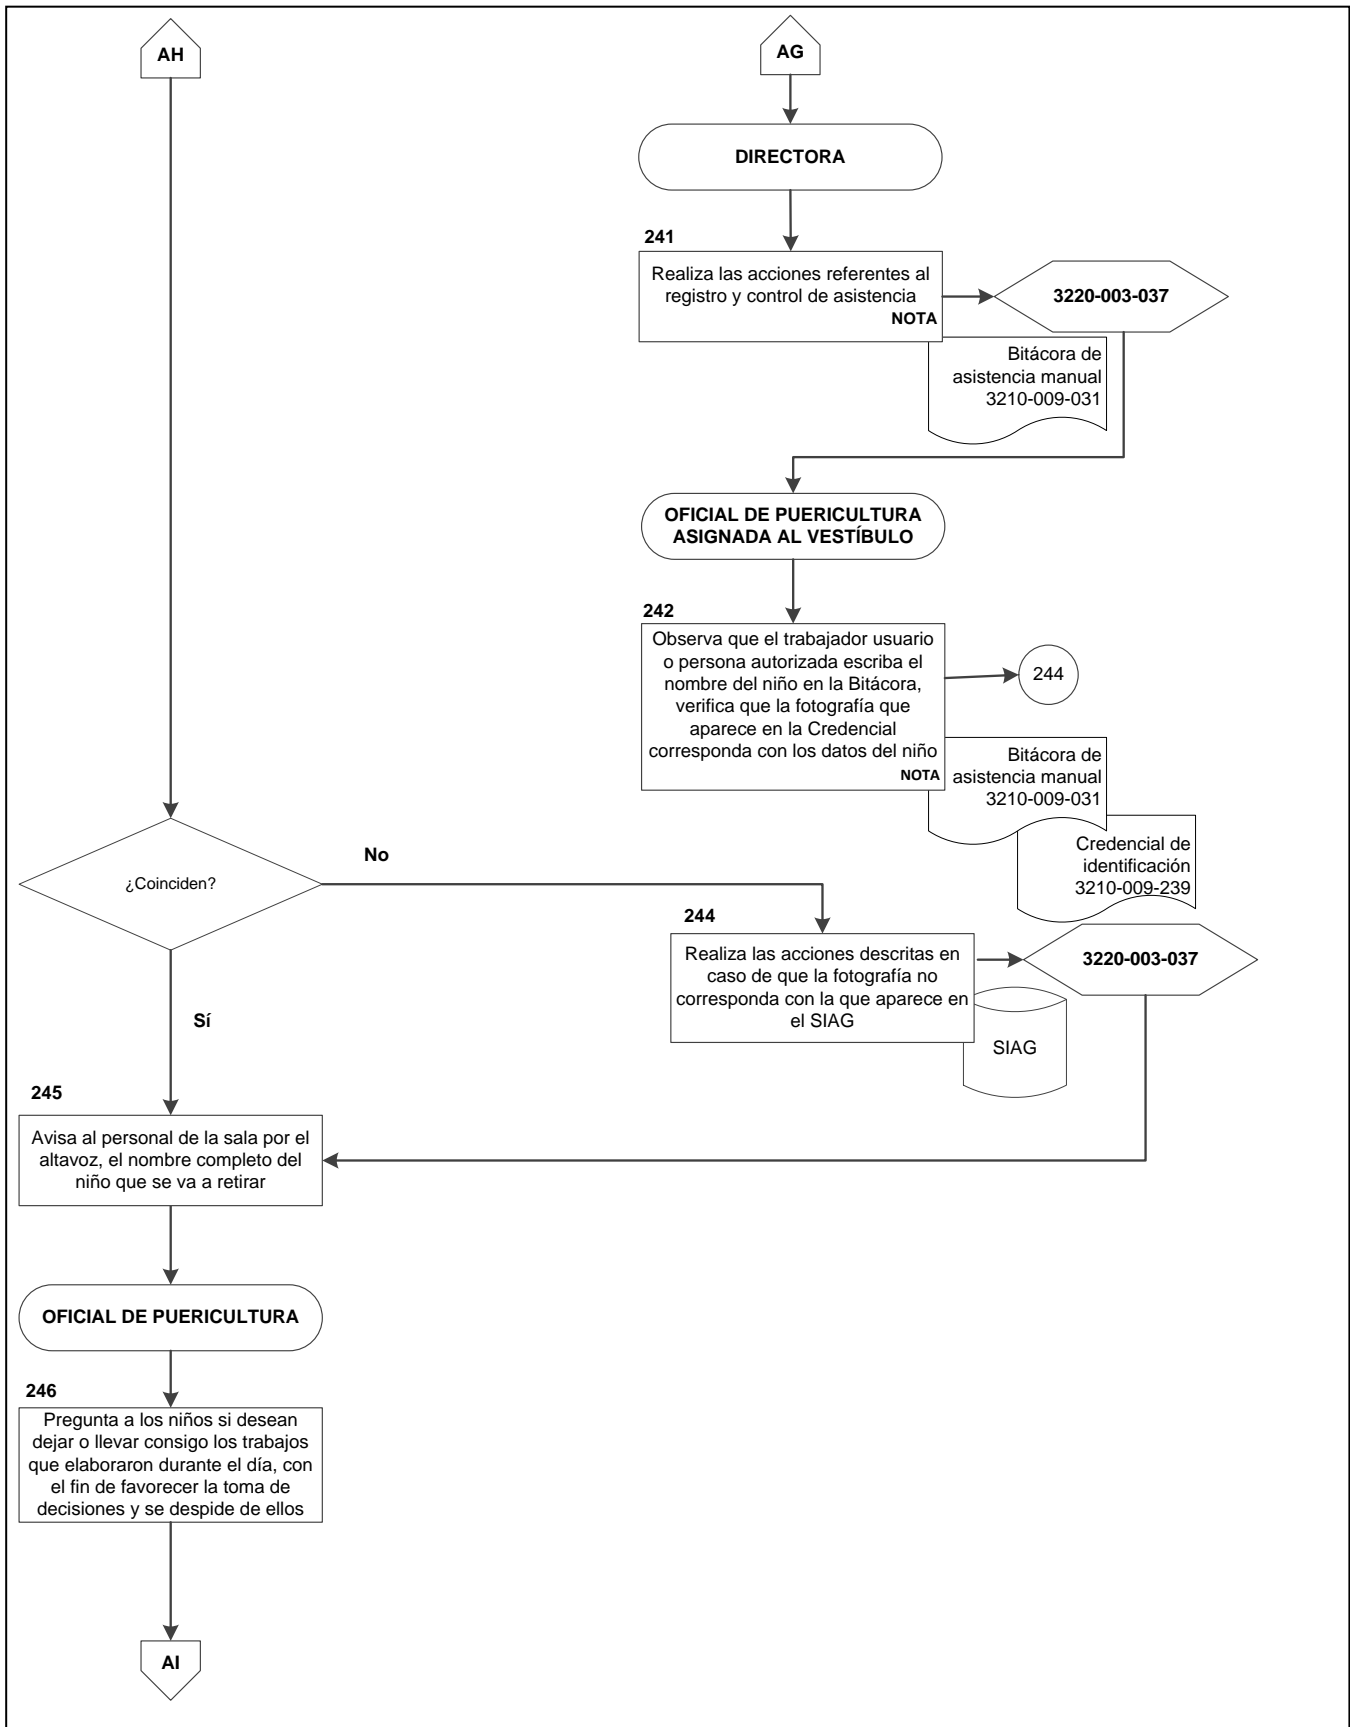 AH
AG
DIRECTORA
241
Realiza las acciones referentes al
registro y control de asistencia
NOTA
3220-003-037
Bitácora de
asistencia manual
3210-009-031
OFICIAL DE PUERICULTURA
ASIGNADA AL VESTÍBULO
242
Observa que el trabajador usuario
o persona autorizada escriba el
nombre del niño en la Bitácora,
verifica que la fotografía que
aparece en la Credencial
corresponda con los datos del niño
NOTA
244
Bitácora de
asistencia manual
3210-009-031
Credencial de
identificación
3210-009-239
¿Coinciden?
No
244
Realiza las acciones descritas en
caso de que la fotografía no
corresponda con la que aparece en
el SIAG
3220-003-037
SIAG
Sí
245
Avisa al personal de la sala por el
altavoz, el nombre completo del
niño que se va a retirar
OFICIAL DE PUERICULTURA
246
Pregunta a los niños si desean
dejar o llevar consigo los trabajos
que elaboraron durante el día, con
el fin de favorecer la toma de
decisiones y se despide de ellos
AI